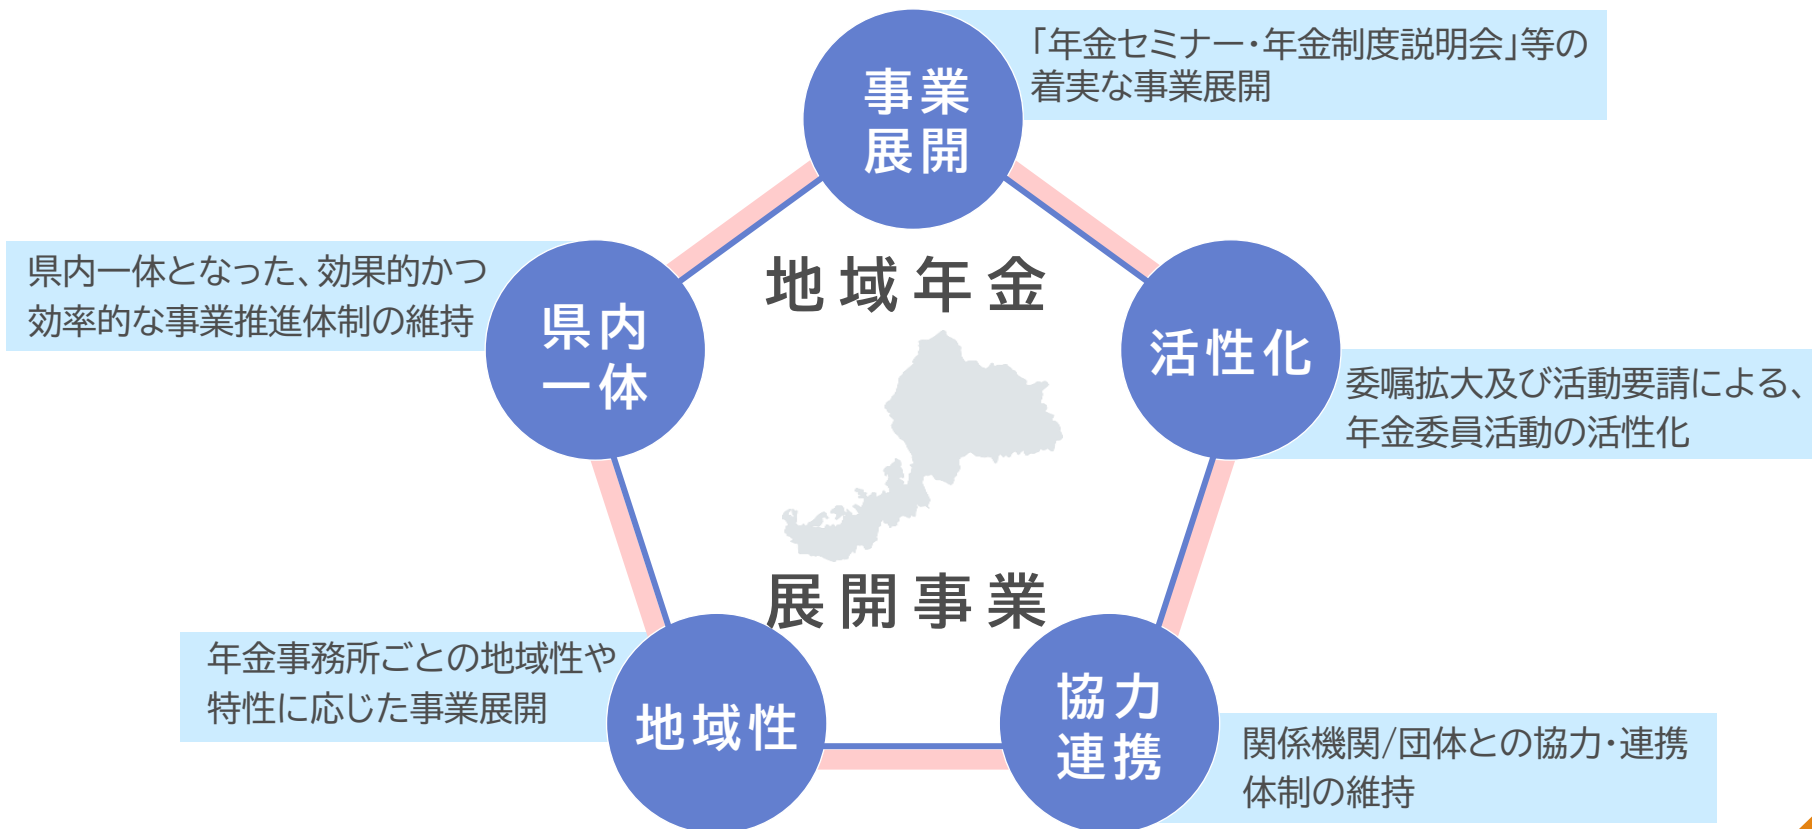 事業
展開
「年金セミナー・年金制度説明会」等の
着実な事業展開
県内一体となった、効果的かつ
効率的な事業推進体制の維持
県内
一体
地域年金
展開事業
活性化
委嘱拡大及び活動要請による、
年金委員活動の活性化
年金事務所ごとの地域性や
特性に応じた事業展開
地域性
協力
連携
関係機関/団体との協力・連携
体制の維持